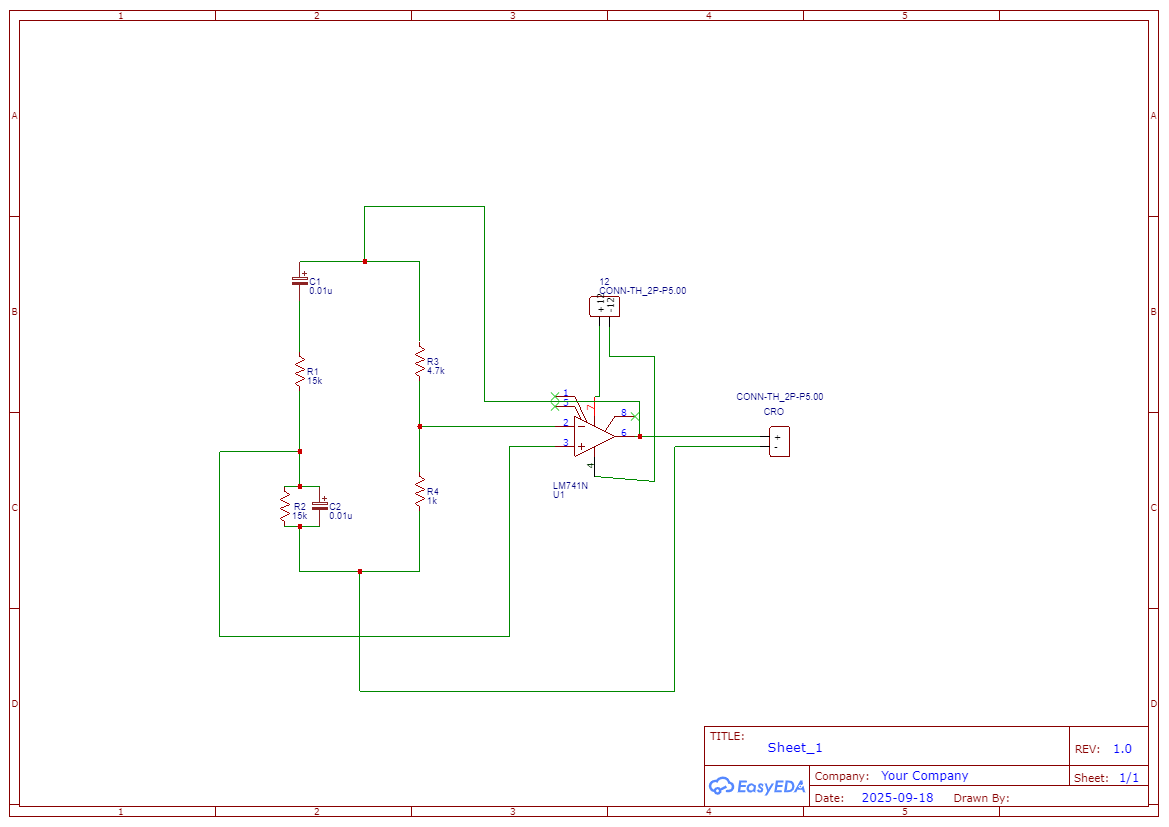 1 2 3 4 5
A A
B B
C C
D D
C1
0.01u
R1
15k
R2
15k
C2
0.01u
R3
4.7k
R4
1k
12
CONN-TH_2P-P5.00
+12
-12
1
5
7
8
2
6
3
4
LM741N
U1
CONN-TH_2P-P5.00
CRO
+
-
TITLE:
Sheet_1
REV: 1.0
EasyEDA
Company: Your Company
Sheet: 1/1
Date: 2025-09-18 Drawn By:
1 2 3 4 5